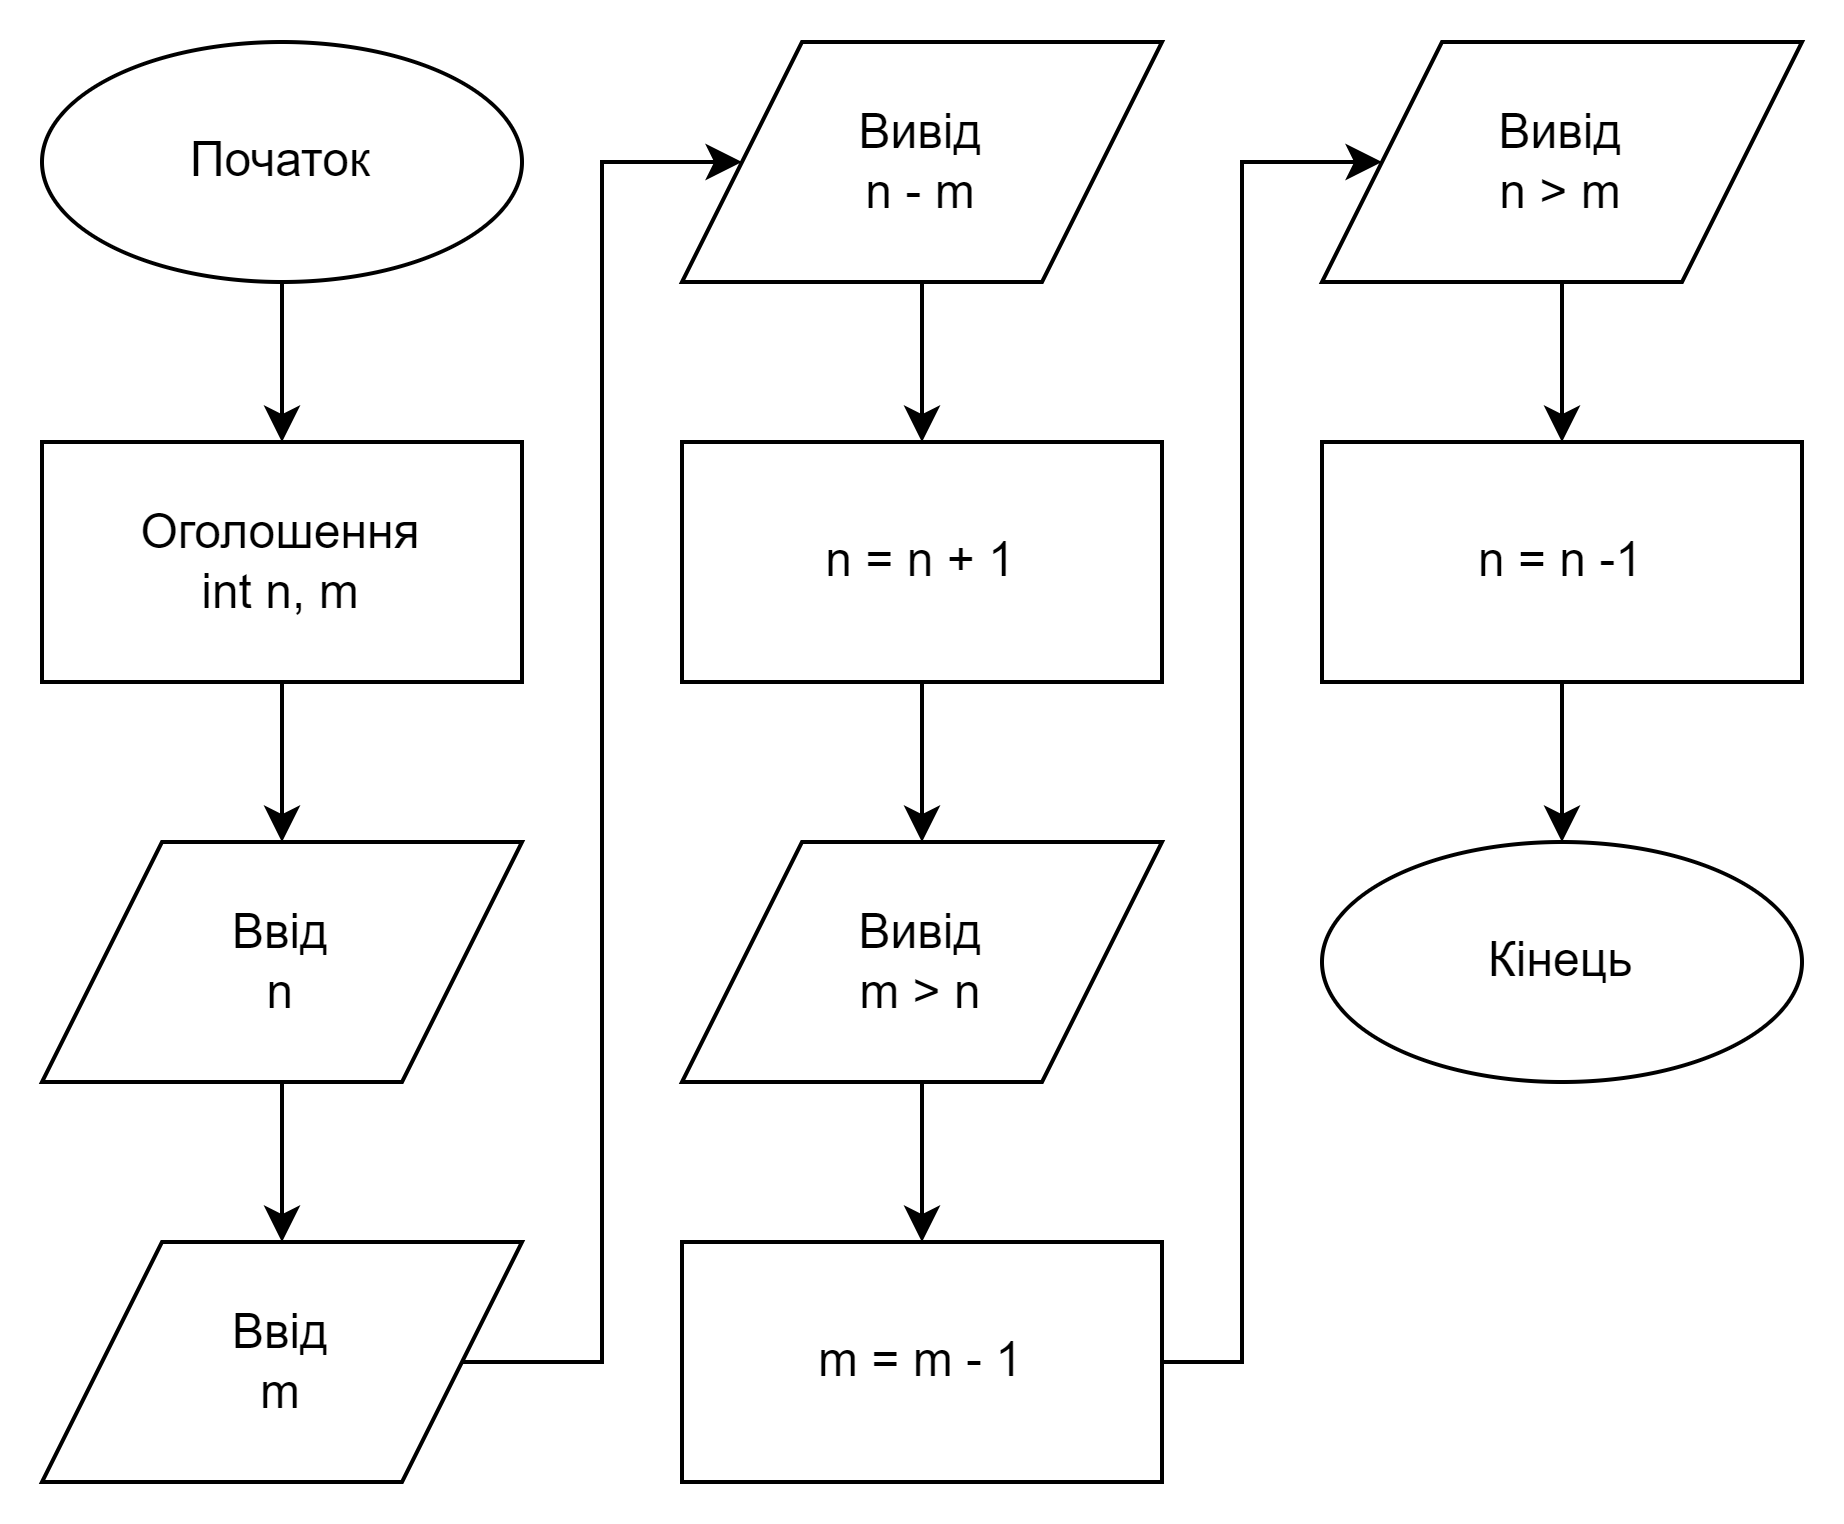 Початок
Оголошення
int n, m
Ввід
n
Ввід
m
Вивід
n - m
n = n + 1
Вивід
m > n
m = m - 1
Вивід
n > m
n = n -1
Кінець